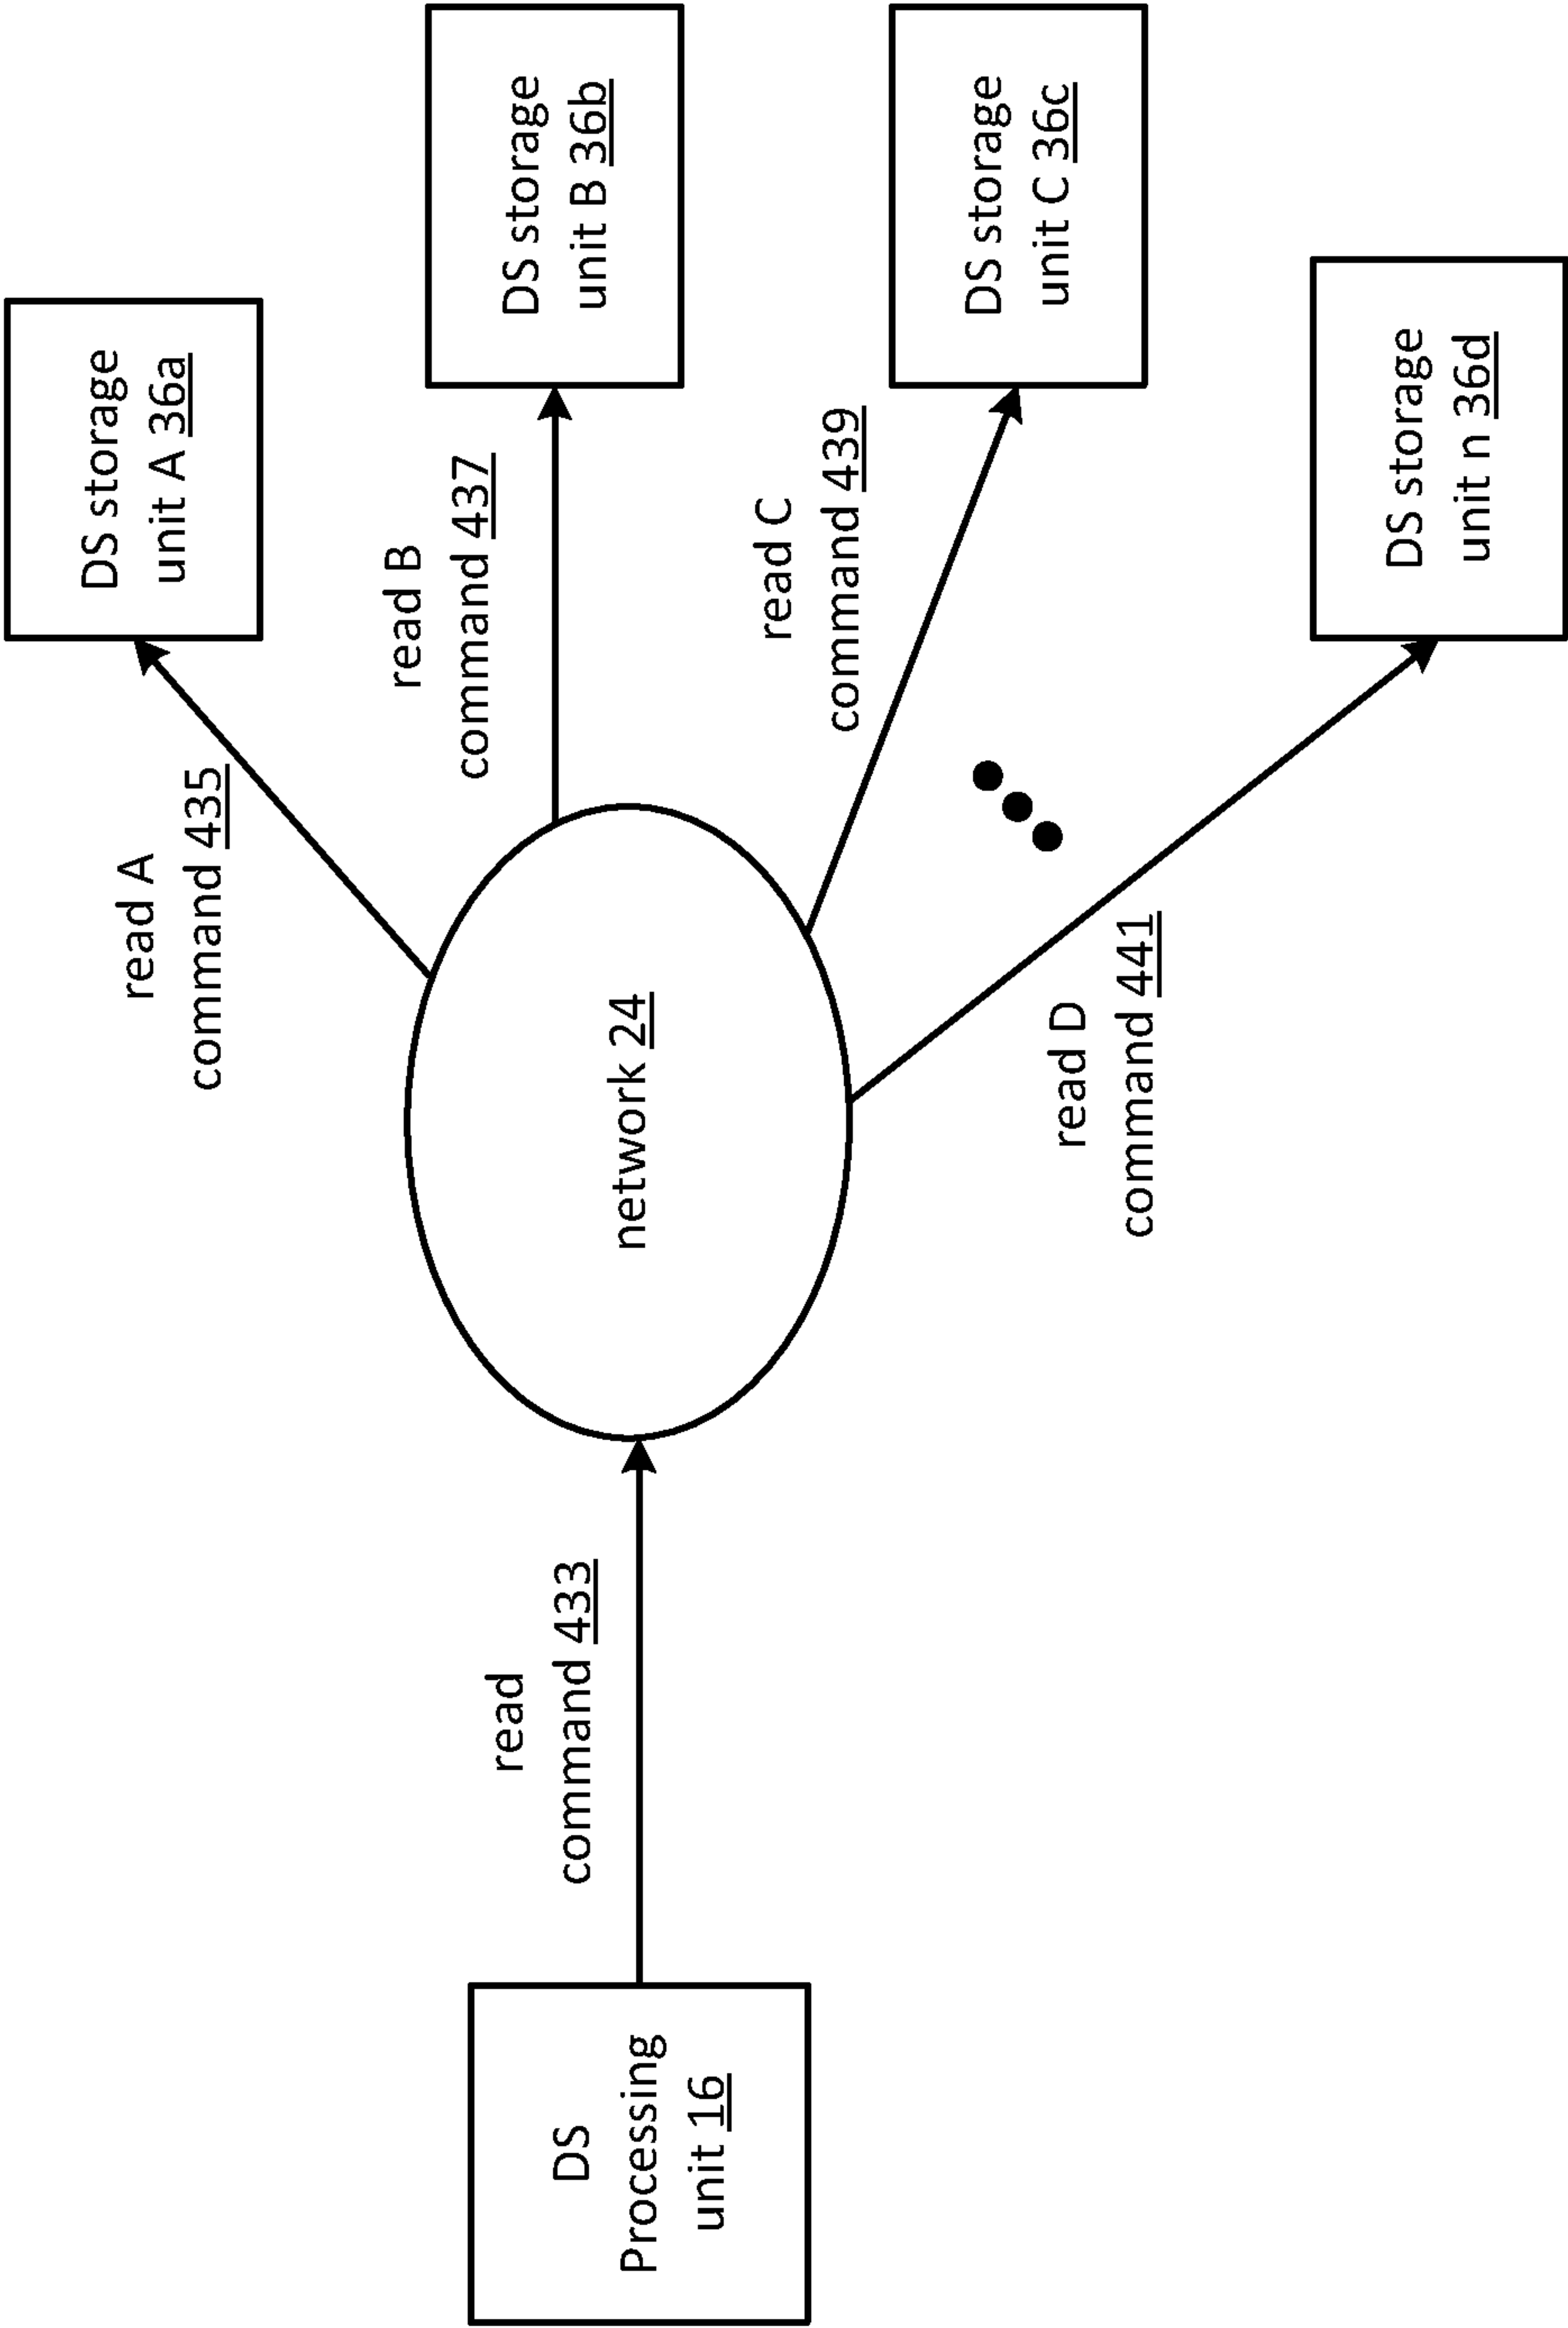 DS
Processing
unit 16
read
command 433
network 24
read A
command 435
read B
command 437
read C
command 439
read D
command 441
DS storage
unit A 36a
DS storage
unit B 36b
DS storage
unit C 36c
DS storage
unit n 36d